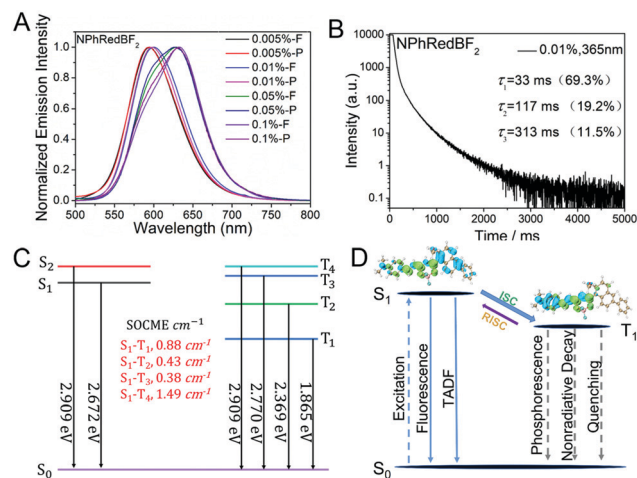 A
NPhRedBF2
0.005%-F
0.005%-P
0.01%-F
0.01%-P
0.05%-F
0.05%-P
0.1%-F
0.1%-P
Normalized Emission Intensity
1.0
0.8
0.6
0.4
0.2
0.0
500 550 600 650 700 750 800
Wavelength (nm)
B
NPhRedBF2
0.01%,365nm
τ1=33 ms (69.3%)
τ2=117 ms (19.2%)
τ3=313 ms (11.5%)
Intensity (a.u.)
10000
1000
100
10
1
0.1
0 1000 2000 3000 4000 5000
Time / ms
C
S2
S1
T4
T3
T2
T1
SOCME cm⁻¹
S1-T1, 0.88 cm⁻¹
S1-T2, 0.43 cm⁻¹
S1-T3, 0.38 cm⁻¹
S1-T4, 1.49 cm⁻¹
2.909 eV
2.672 eV
2.909 eV
2.770 eV
2.369 eV
1.865 eV
S0
D
S1
ISC
RISC
T1
Excitation
Fluorescence
TADF
Phosphorescence
Nonradiative Decay
Quenching
S0